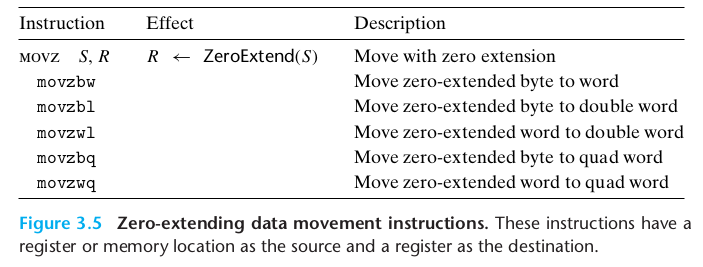 Instruction Effect Description
MOVZ S, R R ← ZeroExtend(S) Move with zero extension
movzbw Move zero-extended byte to word
movzbl Move zero-extended byte to double word
movzwl Move zero-extended word to double word
movzbq Move zero-extended byte to quad word
movzwq Move zero-extended word to quad word
Figure 3.5 Zero-extending data movement instructions. These instructions have a
register or memory location as the source and a register as the destination.